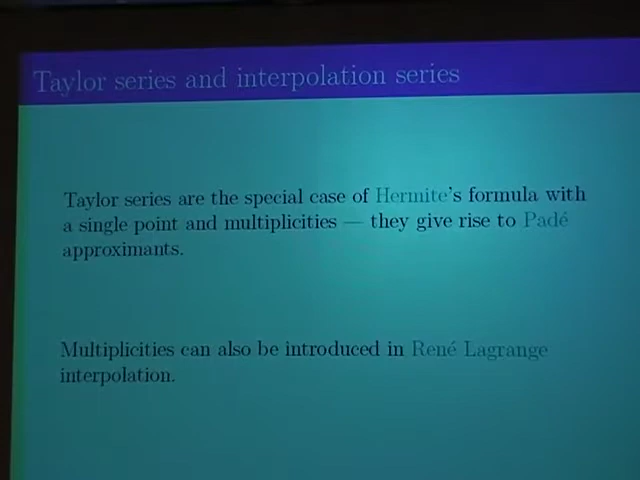 Taylor series and interpolation series
Taylor series are the special case of Hermite's formula with
a single point and multiplicities — they give rise to Padé
approximants.
Multiplicities can also be introduced in René Lagrange
interpolation.